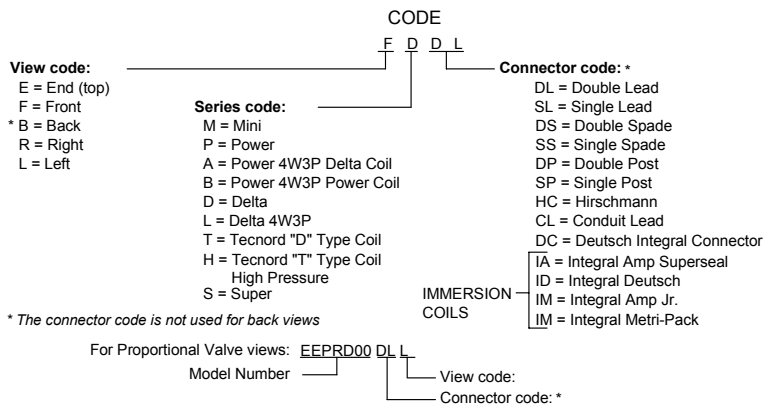 CODE
F D D L
View code:
E = End (top)
F = Front
* B = Back
R = Right
L = Left
Series code:
M = Mini
P = Power
A = Power 4W3P Delta Coil
B = Power 4W3P Power Coil
D = Delta
L = Delta 4W3P
T = Tecnord "D" Type Coil
H = Tecnord "T" Type Coil
High Pressure
S = Super
Connector code: *
DL = Double Lead
SL = Single Lead
DS = Double Spade
SS = Single Spade
DP = Double Post
SP = Single Post
HC = Hirschmann
CL = Conduit Lead
DC = Deutsch Integral Connector
IA = Integral Amp Superseal
ID = Integral Deutsch
IM = Integral Amp Jr.
IM = Integral Metri-Pack
IMMERSION
COILS
* The connector code is not used for back views
For Proportional Valve views: EEPRD00 DL L
Model Number
View code:
Connector code: *